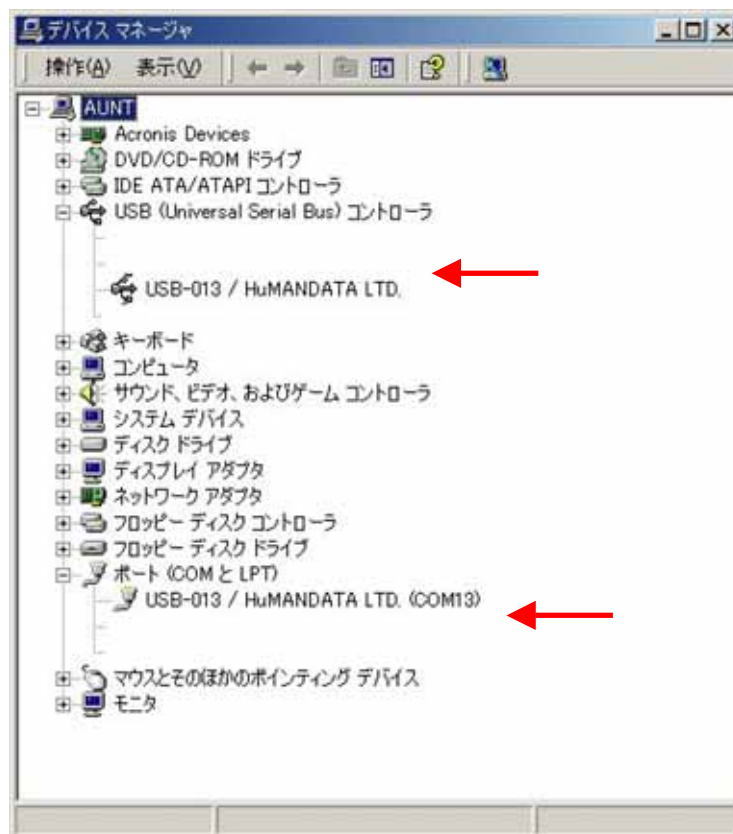 デバイス マネージャ
操作(A) 表示(V)
AUNT
Acronis Devices
DVD/CD-ROM ドライブ
IDE ATA/ATAPI コントローラ
USB (Universal Serial Bus) コントローラ
USB-013 / HuMANDATA LTD.
キーボード
コンピュータ
サウンド、ビデオ、およびゲーム コントローラ
システム デバイス
ディスク ドライブ
ディスプレイ アダプタ
ネットワーク アダプタ
フロッピー ディスク コントローラ
フロッピー ディスク ドライブ
ポート (COM と LPT)
USB-013 / HuMANDATA LTD. (COM13)
マウスとそのほかのポインティング デバイス
モニタ